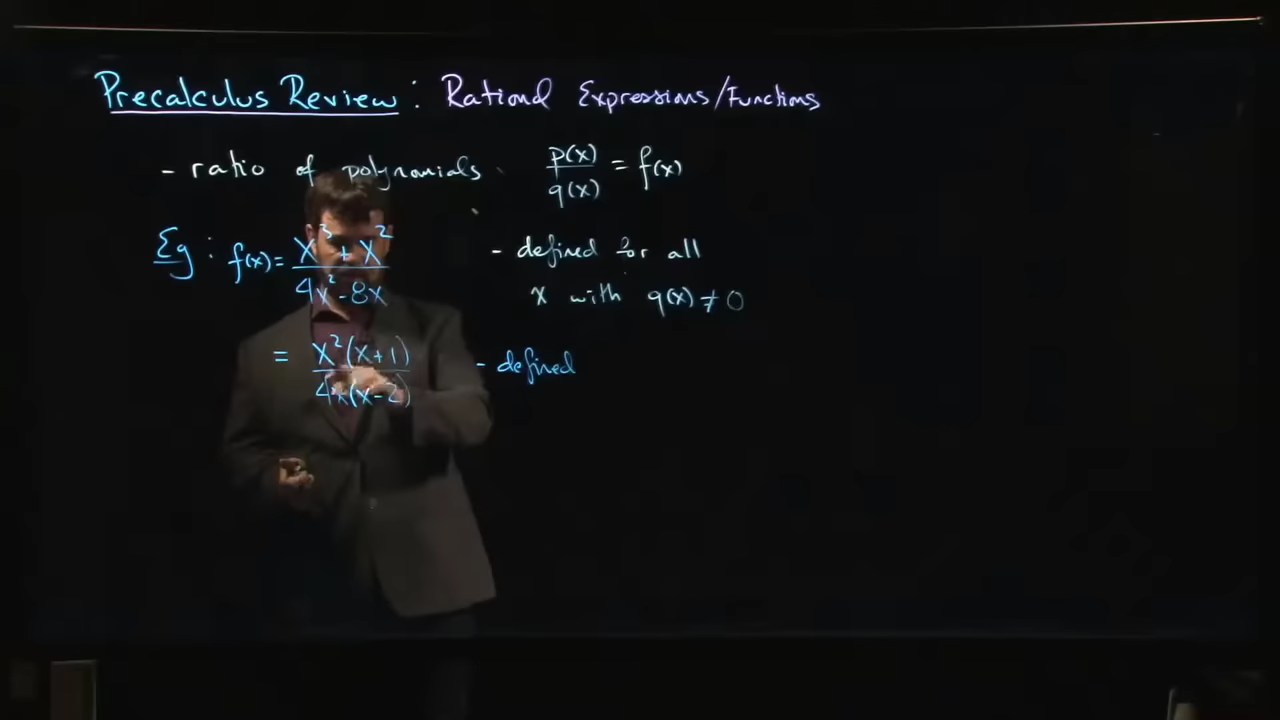 Precalculus Review : Rational Expressions/Functions
- ratio of polynomials. p(x)/q(x) = f(x)
Eg : f(x) = (x³ + x²)/(4x² - 8x)
- defined for all
x with q(x) ≠ 0
= x²(x+1)/4x(x-2)
- defined